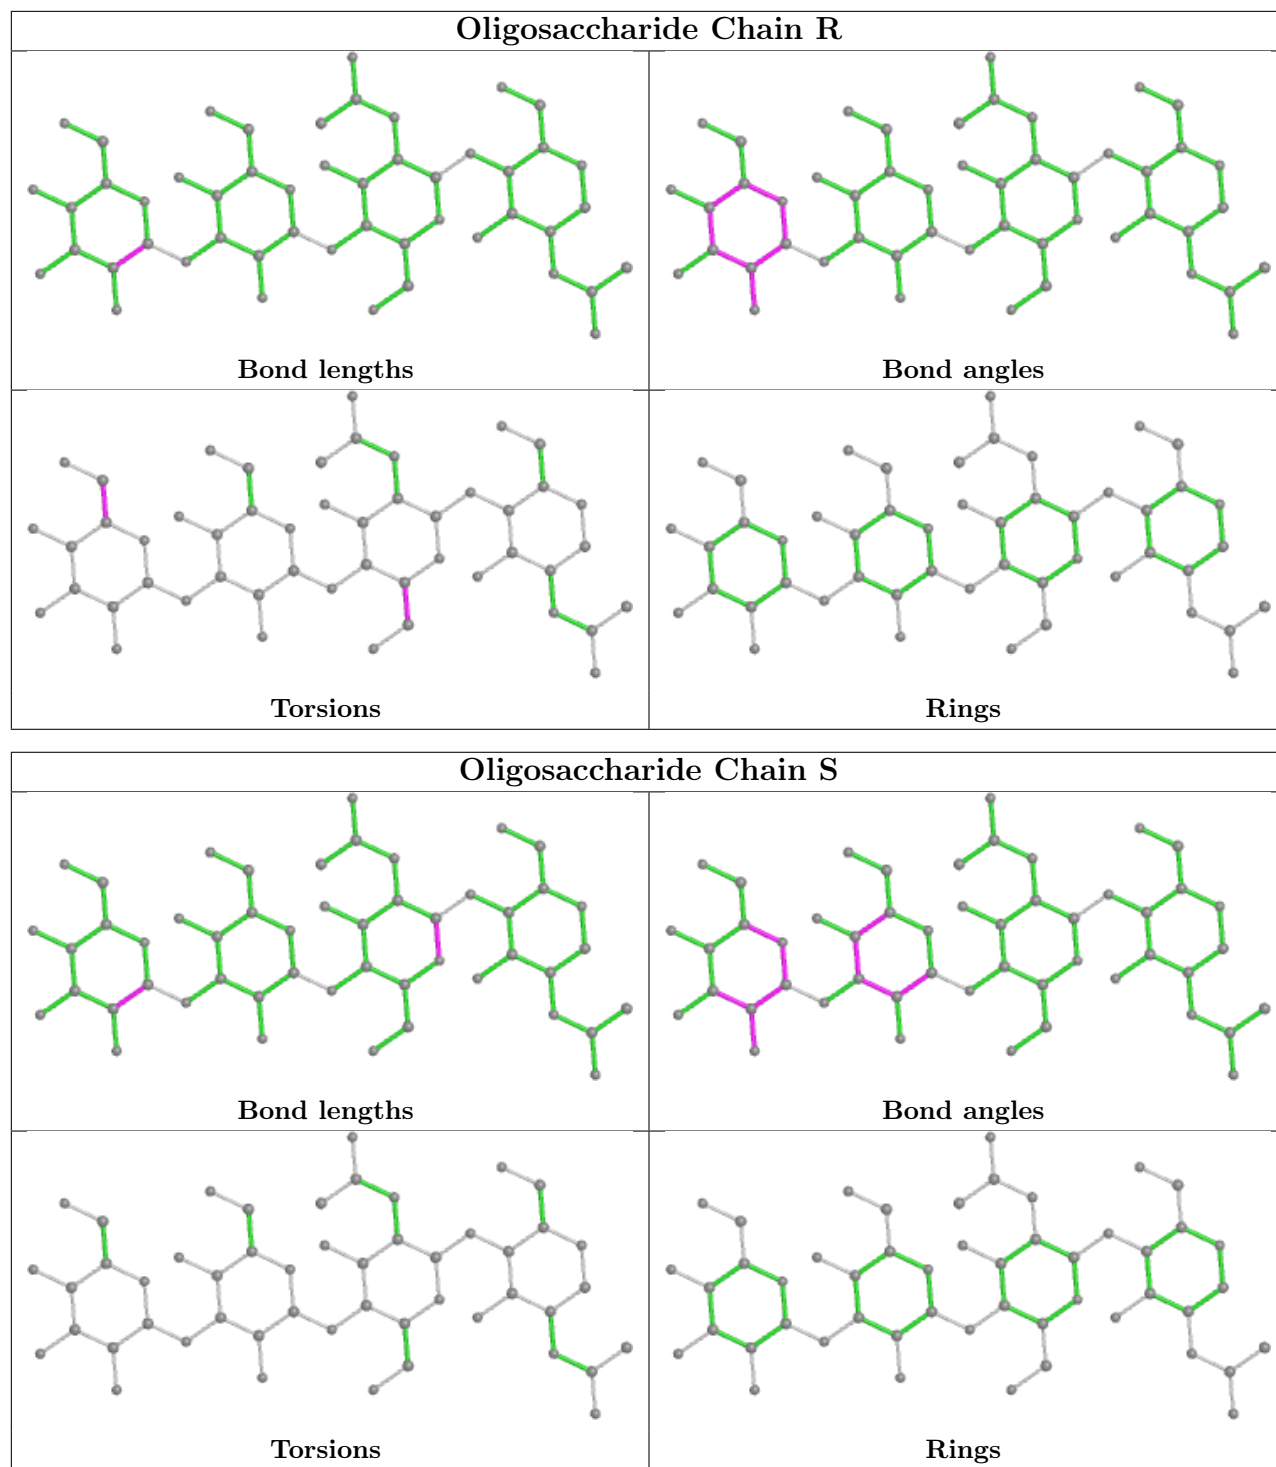 Oligosaccharide Chain R
Bond lengths
Bond angles
Torsions
Rings
Oligosaccharide Chain S
Bond lengths
Bond angles
Torsions
Rings